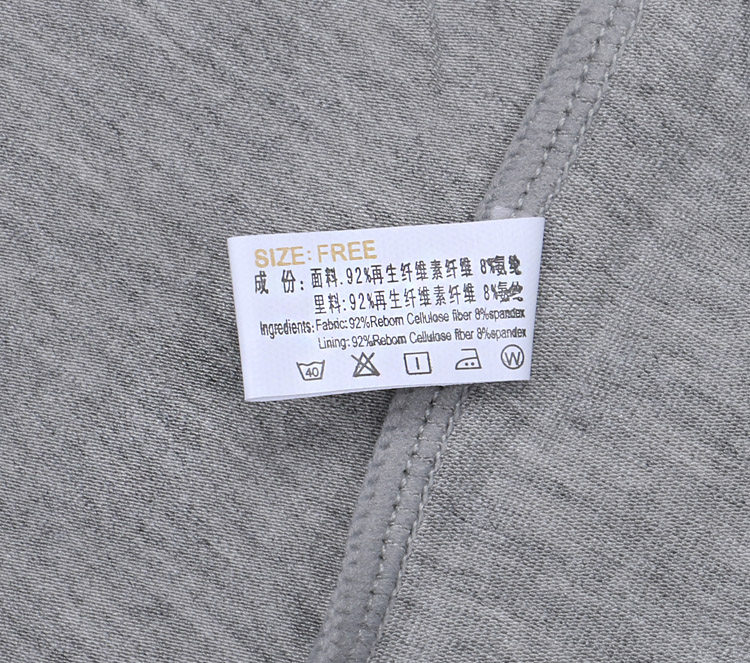 SIZE: FREE
成 份: 面料.92%再生纤维素纤维 8%氨纶
里料:92%再生纤维素纤维 8%氨纶
Ingredients: Fabric: 92%Reborn Cellulose fiber 8%spandex
Lining: 92%Reborn Cellulose fiber 8%spandex
40 W